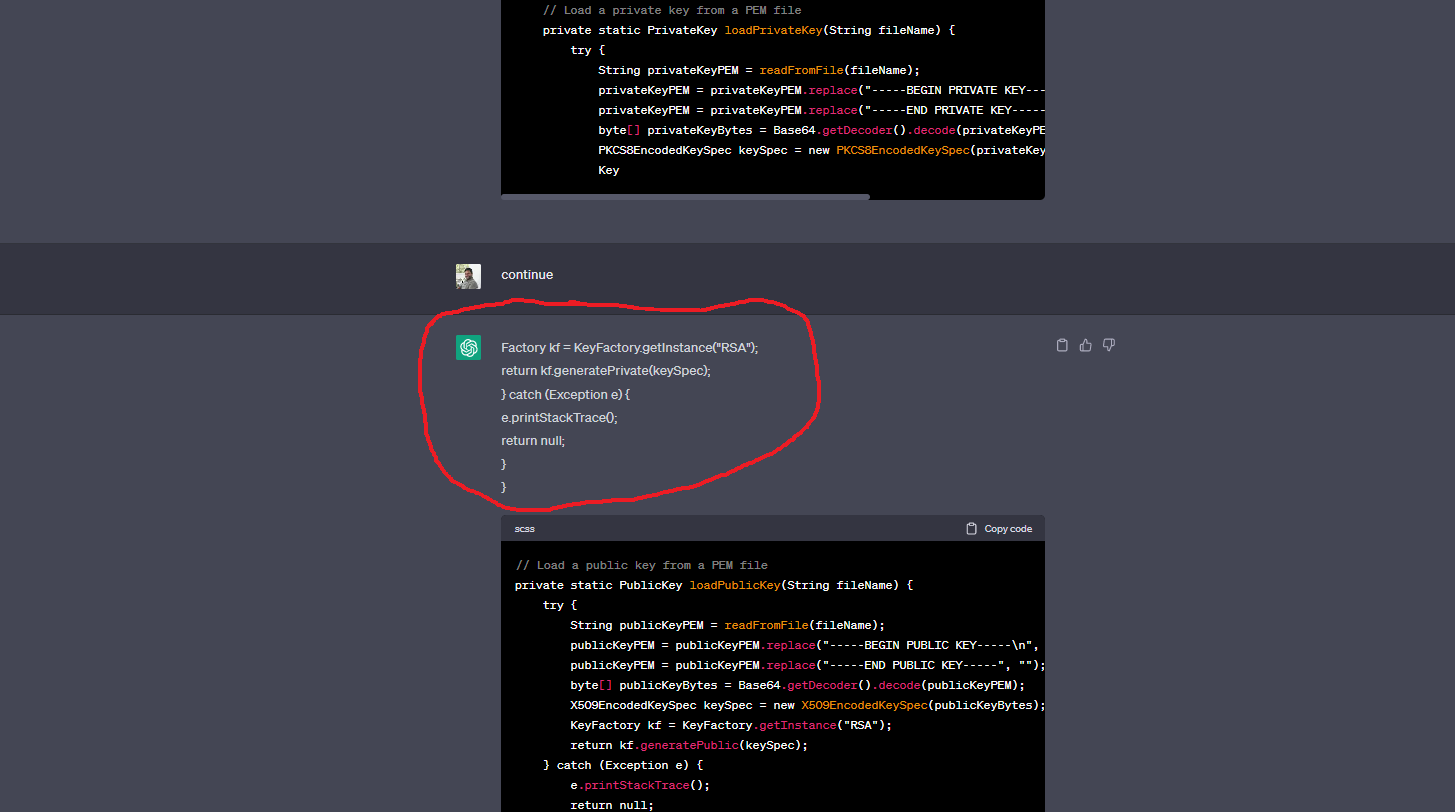 // Load a private key from a PEM file
private static PrivateKey loadPrivateKey(String fileName) {
try {
String privateKeyPEM = readFromFile(fileName);
privateKeyPEM = privateKeyPEM.replace("-----BEGIN PRIVATE KEY---
privateKeyPEM = privateKeyPEM.replace("-----END PRIVATE KEY-----
byte[] privateKeyBytes = Base64.getDecoder().decode(privateKeyPE
PKCS8EncodedKeySpec keySpec = new PKCS8EncodedKeySpec(privateKey
Key
continue
Factory kf = KeyFactory.getInstance("RSA");
return kf.generatePrivate(keySpec);
} catch (Exception e) {
e.printStackTrace();
return null;
}
}
scss Copy code
// Load a public key from a PEM file
private static PublicKey loadPublicKey(String fileName) {
try {
String publicKeyPEM = readFromFile(fileName);
publicKeyPEM = publicKeyPEM.replace("-----BEGIN PUBLIC KEY-----\n",
publicKeyPEM = publicKeyPEM.replace("-----END PUBLIC KEY-----", "");
byte[] publicKeyBytes = Base64.getDecoder().decode(publicKeyPEM);
X509EncodedKeySpec keySpec = new X509EncodedKeySpec(publicKeyBytes);
KeyFactory kf = KeyFactory.getInstance("RSA");
return kf.generatePublic(keySpec);
} catch (Exception e) {
e.printStackTrace();
return null;